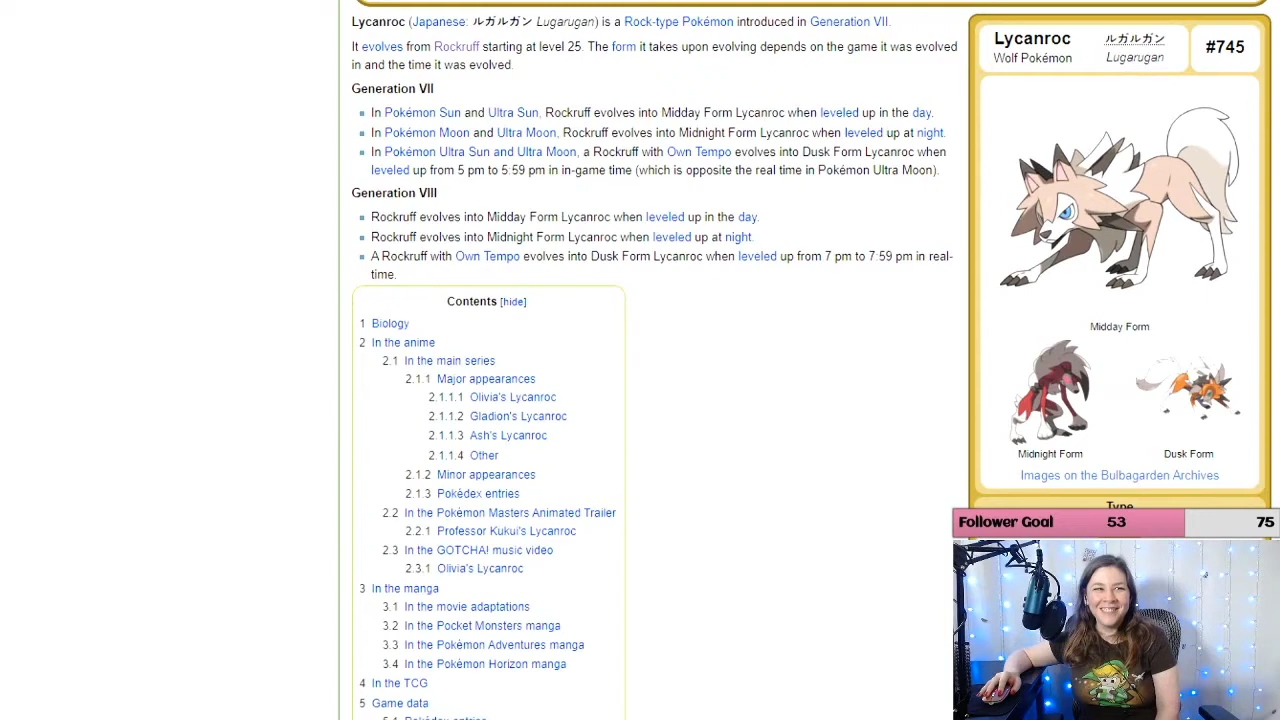 Lycanroc (Japanese: ルガルガン Lugarugan) is a Rock-type Pokémon introduced in Generation VII.
It evolves from Rockruff starting at level 25. The form it takes upon evolving depends on the game it was evolved
in and the time it was evolved.
Generation VII
In Pokémon Sun and Ultra Sun, Rockruff evolves into Midday Form Lycanroc when leveled up in the day.
In Pokémon Moon and Ultra Moon, Rockruff evolves into Midnight Form Lycanroc when leveled up at night.
In Pokémon Ultra Sun and Ultra Moon, a Rockruff with Own Tempo evolves into Dusk Form Lycanroc when
leveled up from 5 pm to 5:59 pm in in-game time (which is opposite the real time in Pokémon Ultra Moon).
Generation VIII
Rockruff evolves into Midday Form Lycanroc when leveled up in the day.
Rockruff evolves into Midnight Form Lycanroc when leveled up at night.
A Rockruff with Own Tempo evolves into Dusk Form Lycanroc when leveled up from 7 pm to 7:59 pm in real-
time.
Contents [hide]
1 Biology
2 In the anime
2.1 In the main series
2.1.1 Major appearances
2.1.1.1 Olivia's Lycanroc
2.1.1.2 Gladion's Lycanroc
2.1.1.3 Ash's Lycanroc
2.1.1.4 Other
2.1.2 Minor appearances
2.1.3 Pokédex entries
2.2 In the Pokémon Masters Animated Trailer
2.2.1 Professor Kukui's Lycanroc
2.3 In the GOTCHA! music video
2.3.1 Olivia's Lycanroc
3 In the manga
3.1 In the movie adaptations
3.2 In the Pocket Monsters manga
3.3 In the Pokémon Adventures manga
3.4 In the Pokémon Horizon manga
4 In the TCG
5 Game data
5.1 Pokédex entries
Lycanroc ルガルガン #745
Wolf Pokémon Lugarugan
Midday Form
Midnight Form Dusk Form
Images on the Bulbagarden Archives
Type
Follower Goal 53 75